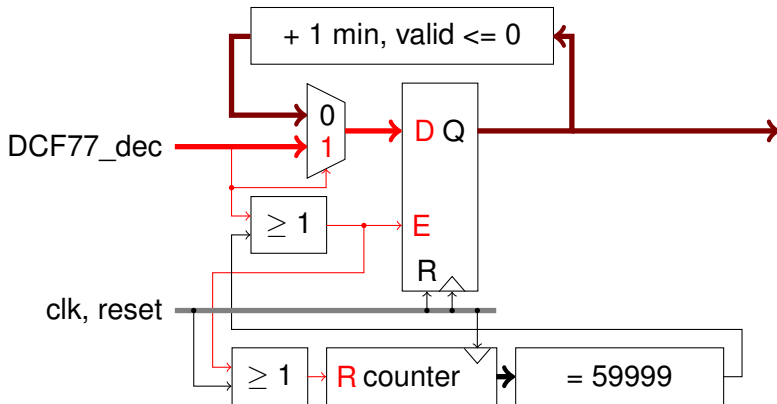 + 1 min, valid <= 0
0
1
DCF77_dec
D Q
≥ 1
E
R
clk, reset
≥ 1
R counter
= 59999